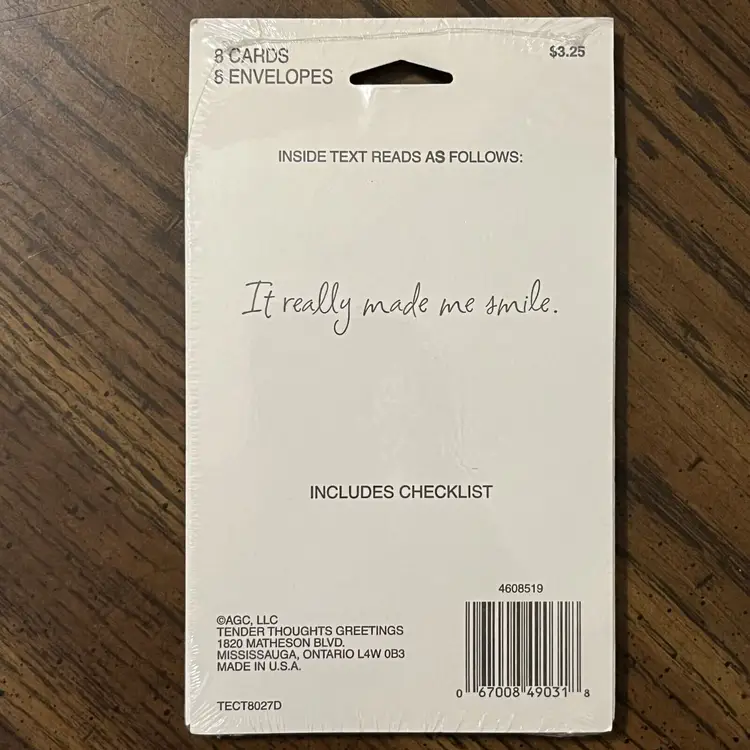 8 CARDS
8 ENVELOPES
$3.25
INSIDE TEXT READS AS FOLLOWS:
It really made me smile.
INCLUDES CHECKLIST
4608519
©AGC, LLC
TENDER THOUGHTS GREETINGS
1820 MATHESON BLVD.
MISSISSAUGA, ONTARIO L4W 0B3
MADE IN U.S.A.
0 67008 49031 8
TECT8027D